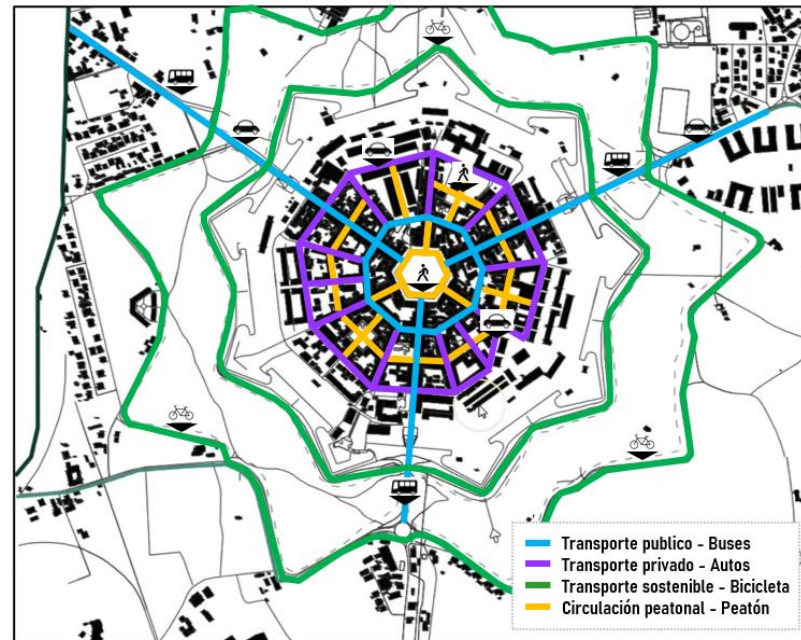 Transporte publico - Buses
Transporte privado - Autos
Transporte sostenible - Bicicleta
Circulación peatonal - Peatón